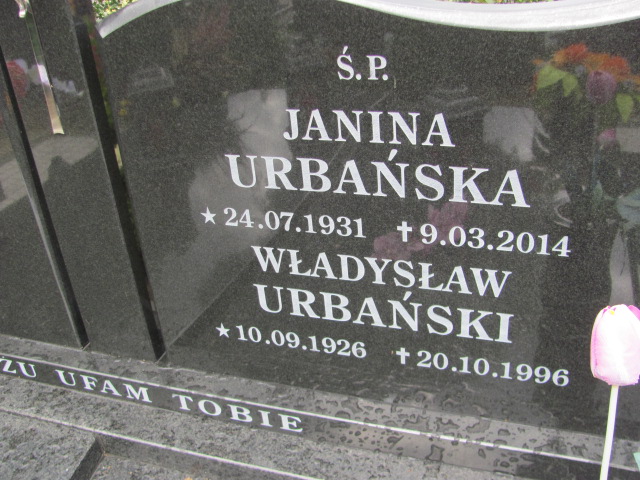 Ś.P.
JANINA
URBAŃSKA
★ 24.07.1931 ✝ 9.03.2014
WŁADYSŁAW
URBAŃSKI
★ 10.09.1926 ✝ 20.10.1996
UFAM TOBIE